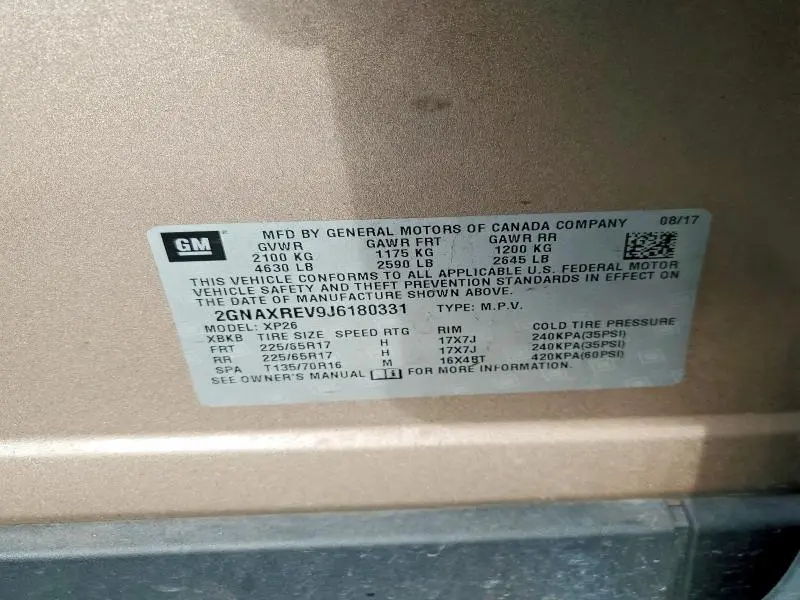 GM
MFD BY GENERAL MOTORS OF CANADA COMPANY 08/17
GVWR GAWR FRT GAWR RR
2100 KG 1175 KG 1200 KG
4630 LB 2590 LB 2645 LB
THIS VEHICLE CONFORMS TO ALL APPLICABLE U.S. FEDERAL MOTOR
VEHICLE SAFETY AND THEFT PREVENTION STANDARDS IN EFFECT ON
THE DATE OF MANUFACTURE SHOWN ABOVE.
2GNAXREV9J6180331 TYPE: M.P.V.
MODEL: XP26
XBKB TIRE SIZE SPEED RTG RIM COLD TIRE PRESSURE
FRT 225/65R17 H 17X7J 240KPA(35PSI)
RR 225/65R17 H 17X7J 240KPA(35PSI)
SPA T135/70R16 M 16X4BT 420KPA(60PSI)
SEE OWNER'S MANUAL FOR MORE INFORMATION.